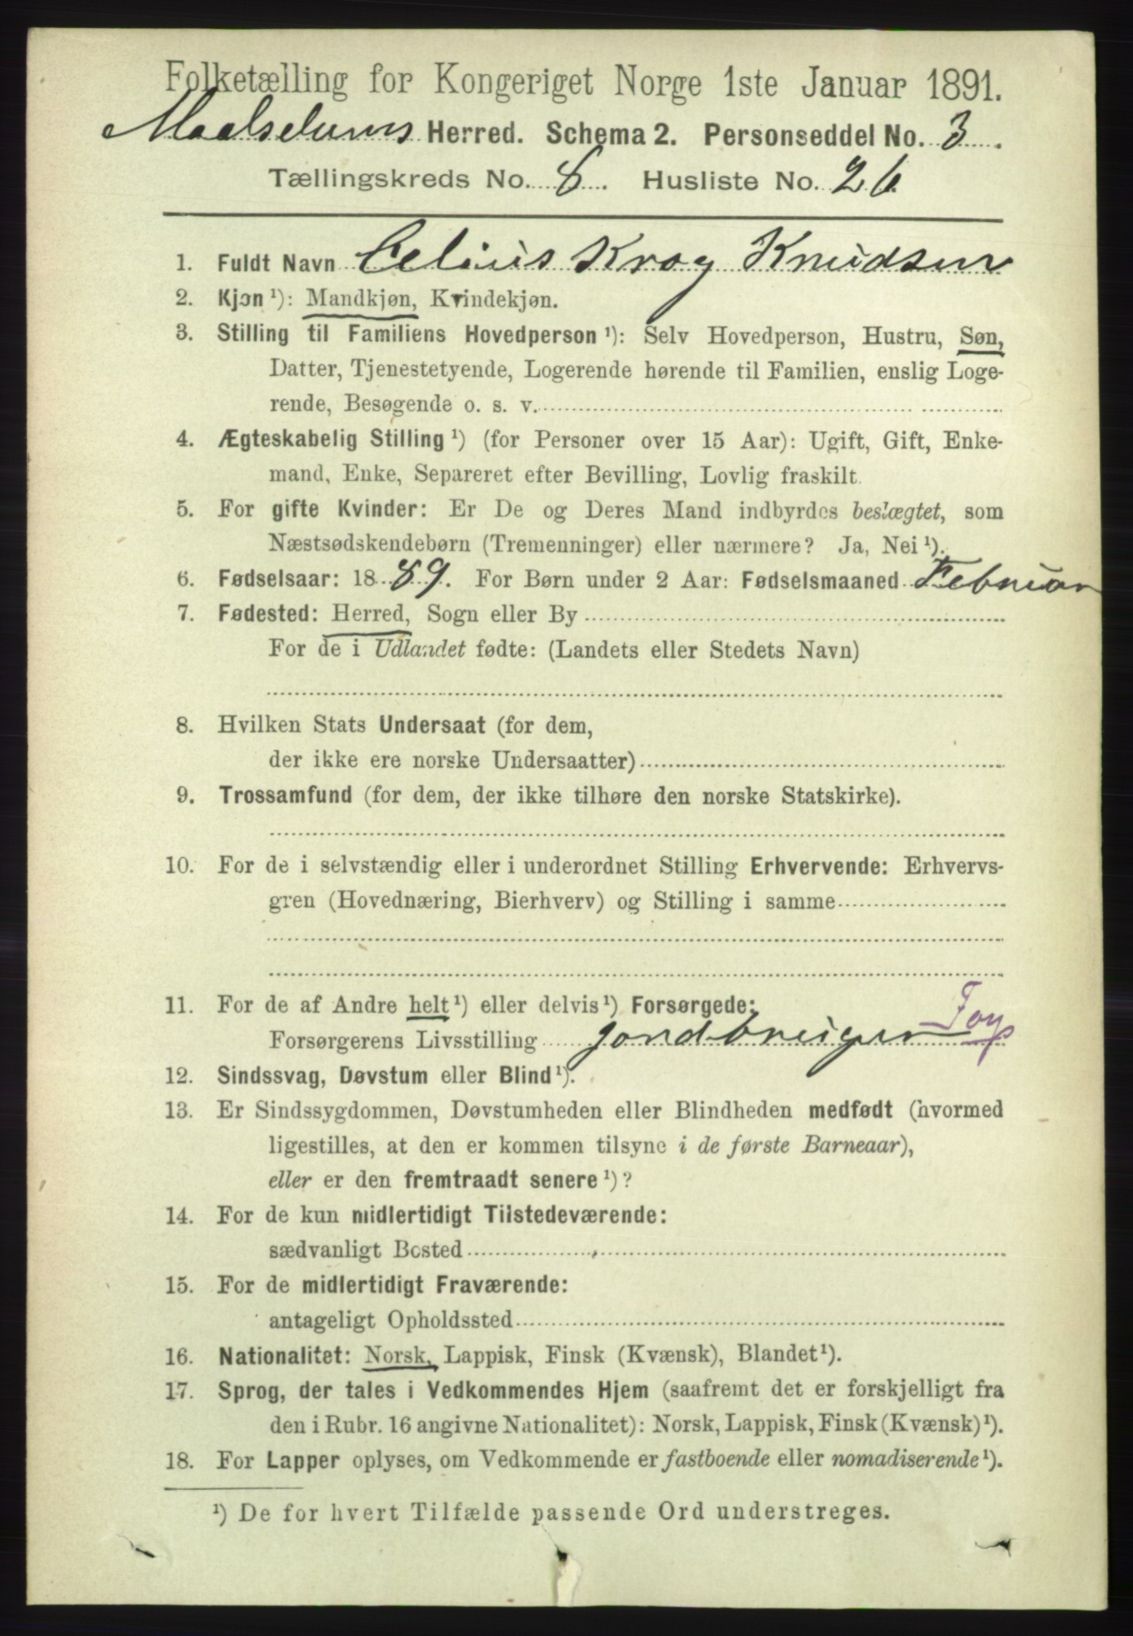 Folketælling for Kongeriget Norge 1ste Januar 1891.
Maalselvens Herred. Schema 2. Personseddel No. 3.
Tællingskreds No. 8. Husliste No. 26
1. Fuldt Navn Celius Krog Knudsen
2. Kjøn ¹): Mandkjøn, Kvindekjøn.
3. Stilling til Familiens Hovedperson ¹): Selv Hovedperson, Hustru, Søn,
Datter, Tjenestetyende, Logerende hørende til Familien, enslig Loge-
rende, Besøgende o. s. v.
4. Ægteskabelig Stilling ¹) (for Personer over 15 Aar): Ugift, Gift, Enke-
mand, Enke, Separeret efter Bevilling, Lovlig fraskilt
5. For gifte Kvinder: Er De og Deres Mand indbyrdes beslægtet, som
Næstsødskendebørn (Tremenninger) eller nærmere? Ja, Nei ¹).
6. Fødselsaar: 1889. For Børn under 2 Aar: Fødselsmaaned Februar
7. Fødested: Herred, Sogn eller By
For de i Udlandet fødte: (Landets eller Stedets Navn)
8. Hvilken Stats Undersaat (for dem,
der ikke ere norske Undersaatter)
9. Trossamfund (for dem, der ikke tilhøre den norske Statskirke).
10. For de i selvstændig eller i underordnet Stilling Erhvervende: Erhvervs-
gren (Hovednæring, Bierhverv) og Stilling i samme
11. For de af Andre helt ¹) eller delvis ¹) Forsørgede:
Forsørgerens Livsstilling Jordbruger
12. Sindssvag, Døvstum eller Blind ¹).
13. Er Sindssygdommen, Døvstumheden eller Blindheden medfødt (hvormed
ligestilles, at den er kommen tilsyne i de første Barneaar),
eller er den fremtraadt senere ¹)?
14. For de kun midlertidigt Tilstedeværende:
sædvanligt Bosted
15. For de midlertidigt Fraværende:
antageligt Opholdssted
16. Nationalitet: Norsk, Lappisk, Finsk (Kvænsk), Blandet ¹).
17. Sprog, der tales i Vedkommendes Hjem (saafremt det er forskjelligt fra
den i Rubr. 16 angivne Nationalitet): Norsk, Lappisk, Finsk (Kvænsk) ¹).
18. For Lapper oplyses, om Vedkommende er fastboende eller nomadiserende ¹).
¹) De for hvert Tilfælde passende Ord understreges.